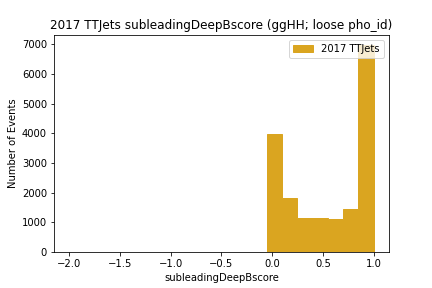 2017 TTJets subleadingDeepBscore (ggHH; loose pho_id)
2017 TTJets
7000
6000
5000
4000
3000
2000
1000
0
Number of Events
−2.0 −1.5 −1.0 −0.5 0.0 0.5 1.0
subleadingDeepBscore